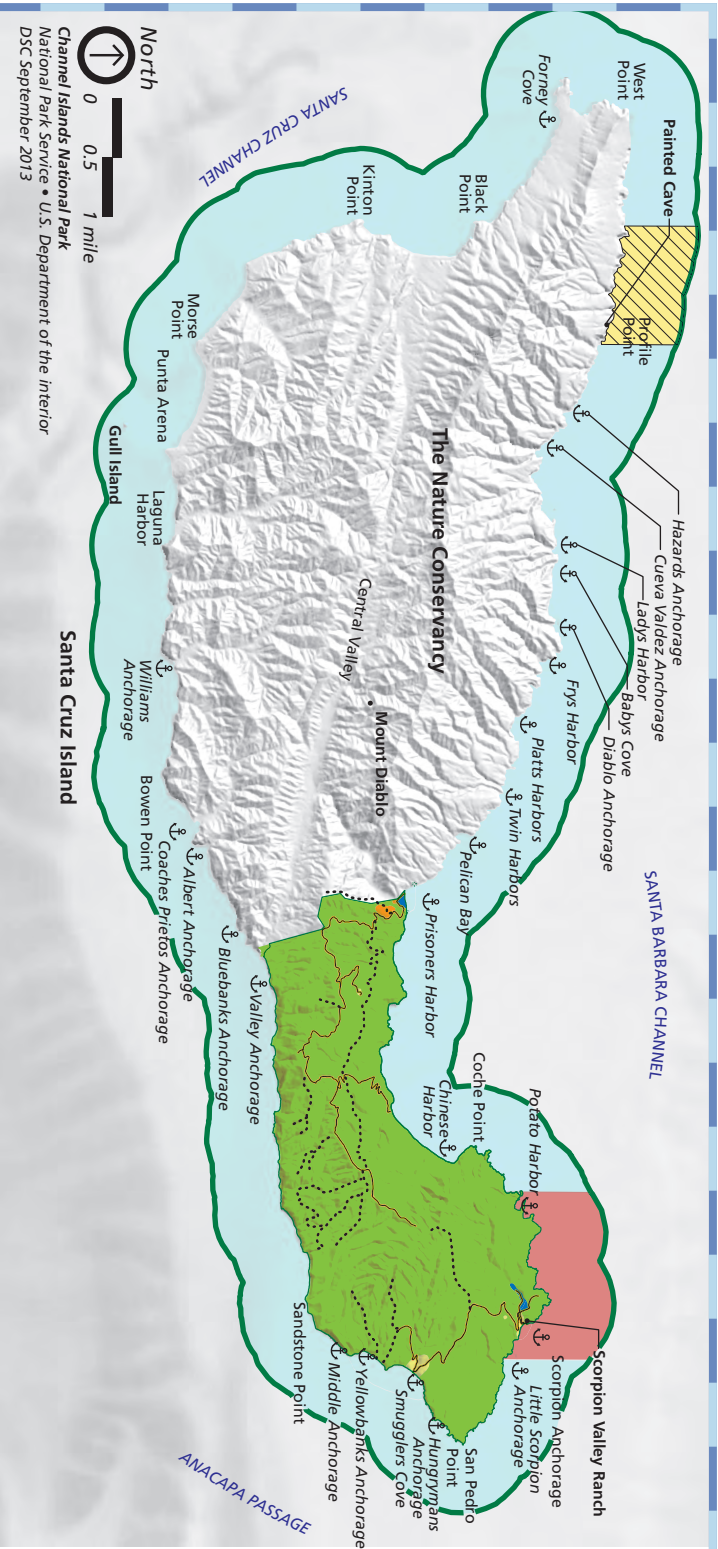 West
Point
Forney
Cove
Painted Cave
Profile
Point
Black
Point
Kinton
Point
SANTA CRUZ CHANNEL
Morse
Point
Punta Arena
Gull Island
Laguna
Harbor
The Nature Conservancy
Central Valley
Mount Diablo
Hazards Anchorage
Cueva Valdez Anchorage
Ladys Harbor
Babys Cove
Diablo Anchorage
Frys Harbor
Platts Harbors
Twin Harbors
Pelican Bay
Prisoners Harbor
SANTA BARBARA CHANNEL
Santa Cruz Island
Williams
Anchorage
Bowen Point
Coaches Prietos Anchorage
Albert Anchorage
Bluebanks Anchorage
Valley Anchorage
Chinese
Harbor
Coche Point
Potato Harbor
Scorpion Valley Ranch
Scorpion Anchorage
Little Scorpion
Anchorage
San Pedro
Point
Hungrymans
Anchorage
Smugglers Cove
Yellowbanks Anchorage
Middle Anchorage
Sandstone Point
ANACAPA PASSAGE
North
0 0.5 1 mile
Channel Islands National Park
National Park Service • U.S. Department of the interior
DSC September 2013